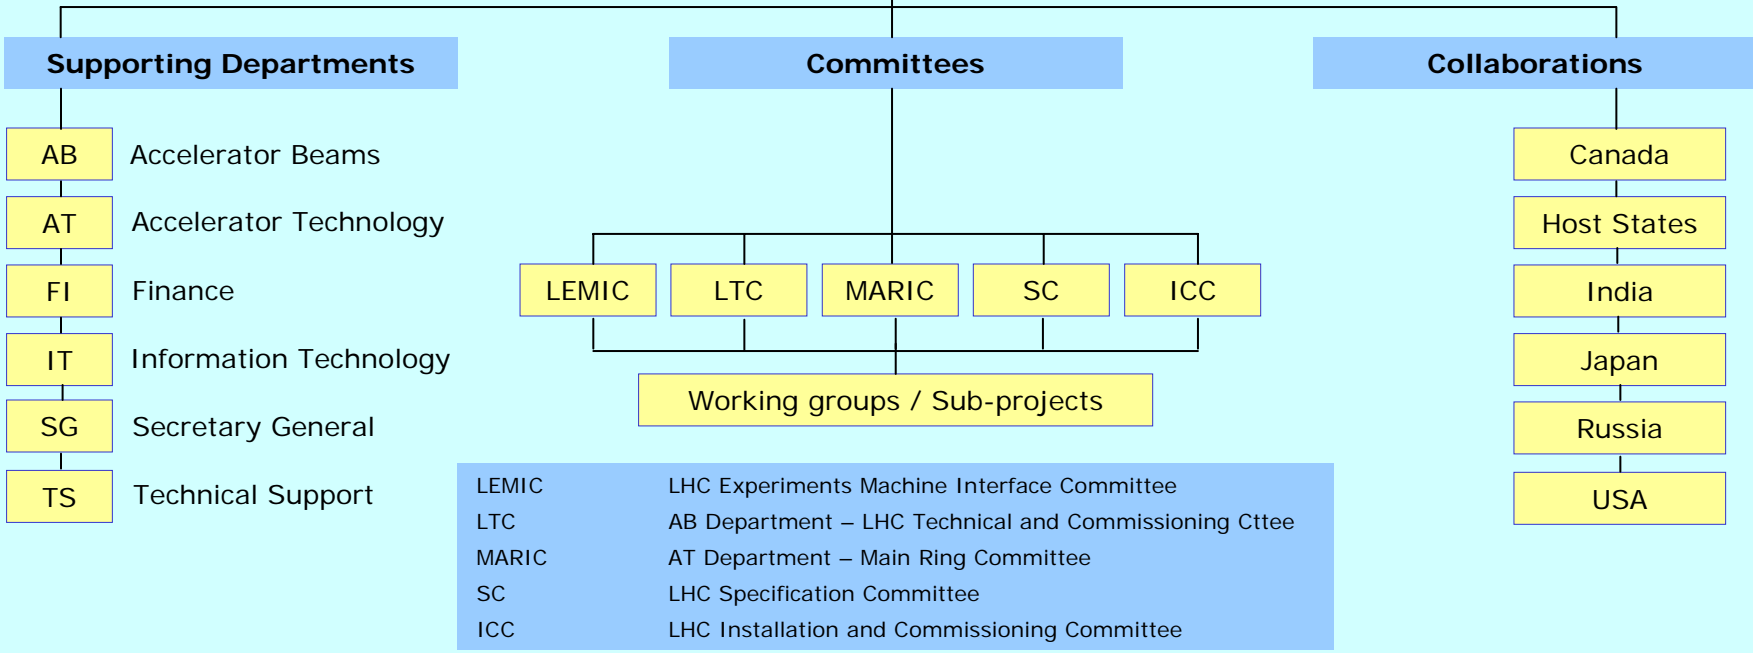 Supporting Departments
Committees
Collaborations
AB Accelerator Beams
AT Accelerator Technology
FI Finance
IT Information Technology
SG Secretary General
TS Technical Support
LEMIC LTC MARIC SC ICC
Working groups / Sub-projects
LEMIC LHC Experiments Machine Interface Committee
LTC AB Department – LHC Technical and Commissioning Cttee
MARIC AT Department – Main Ring Committee
SC LHC Specification Committee
ICC LHC Installation and Commissioning Committee
Canada
Host States
India
Japan
Russia
USA